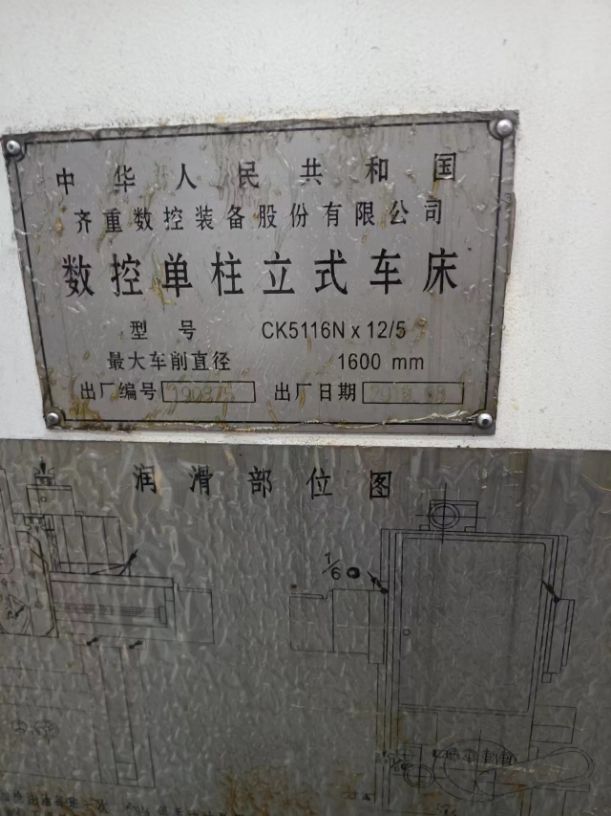 中华人民共和国
齐重数控装备股份有限公司
数控单柱立式车床
型号 CK5116N x 12/5
最大车削直径 1600 mm
出厂编号 出厂日期
润滑部位图
1/6